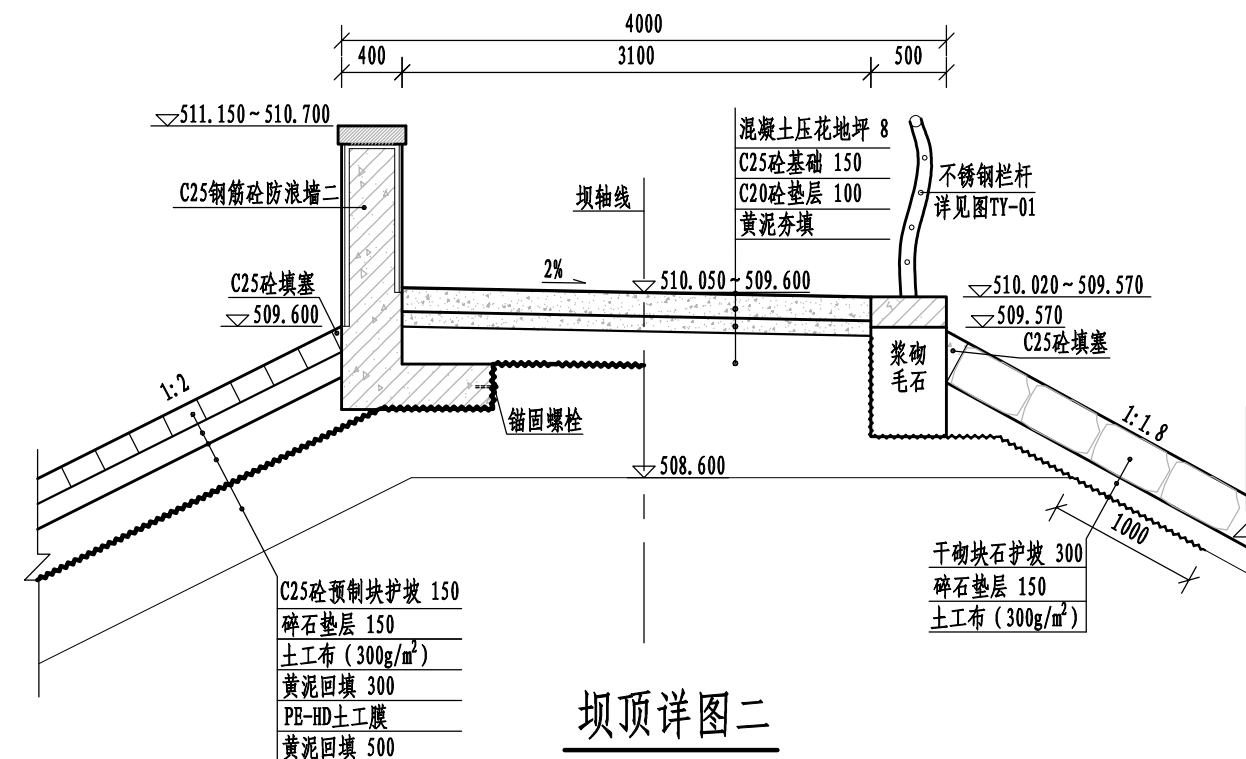 4000
400
3100
500
511.150~510.700
混凝土压花地坪 8
C25砼基础 150
C20砼垫层 100
黄泥夯填
C25钢筋砼防浪墙二
坝轴线
不锈钢栏杆
详见图TY-01
2%
C25砼填塞
510.050~509.600
510.020~509.570
509.600
509.570
C25砼填塞
浆砌
毛石
1:2
锚固螺栓
1:1.8
508.600
1000
干砌块石护坡 300
碎石垫层 150
土工布(300g/m²)
C25砼预制块护坡 150
碎石垫层 150
土工布(300g/m²)
黄泥回填 300
PE-HD土工膜
黄泥回填 500
坝顶详图二